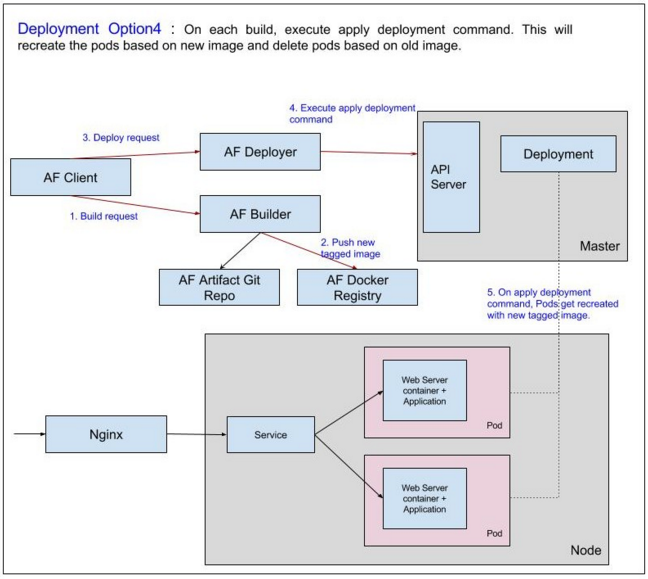 Deployment Option4 : On each build, execute apply deployment command. This will
recreate the pods based on new image and delete pods based on old image.
4. Execute apply deployment
command
3. Deploy request
AF Deployer
API
Server
Deployment
AF Client
1. Build request
AF Builder
2. Push new
tagged image
Master
AF Artifact Git
Repo
AF Docker
Registry
5. On apply deployment
command, Pods get recreated
with new tagged image.
Web Server
container +
Application
Pod
Nginx
Service
Web Server
container +
Application
Pod
Node